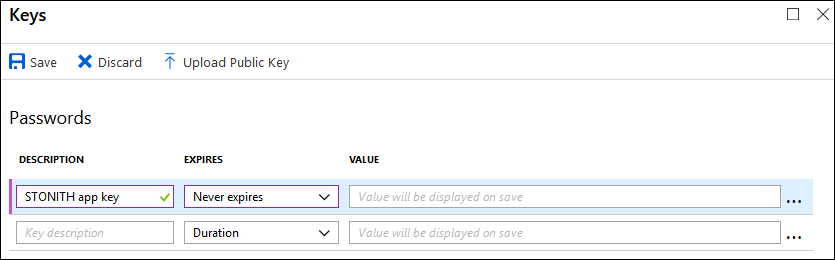 Keys
Save Discard Upload Public Key
Passwords
DESCRIPTION EXPIRES VALUE
STONITH app key Never expires Value will be displayed on save ...
Key description Duration Value will be displayed on save ...